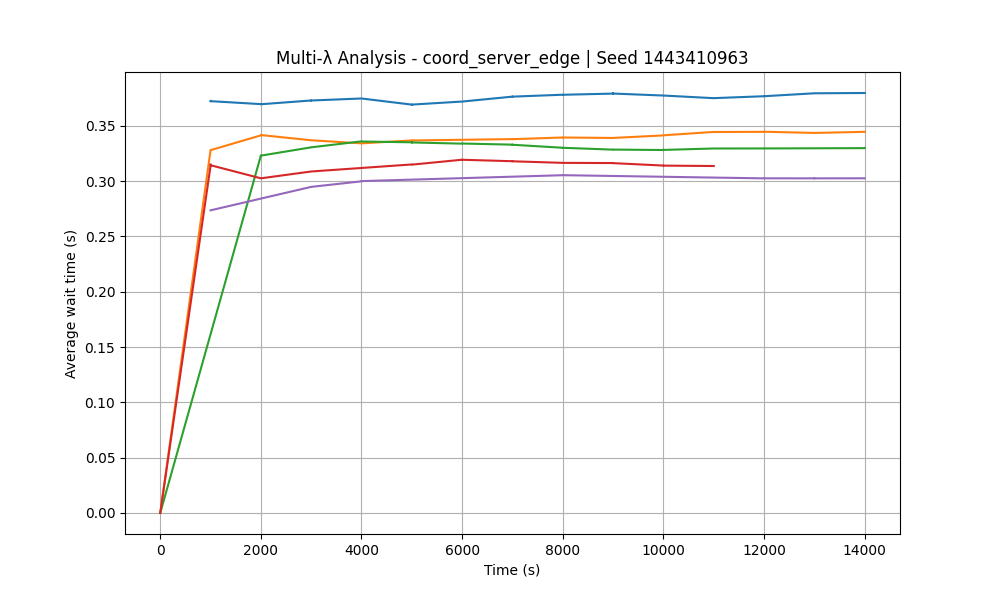 Multi-λ Analysis - coord_server_edge | Seed 1443410963
Average wait time (s)
0.35
0.30
0.25
0.20
0.15
0.10
0.05
0.00
0 2000 4000 6000 8000 10000 12000 14000
Time (s)